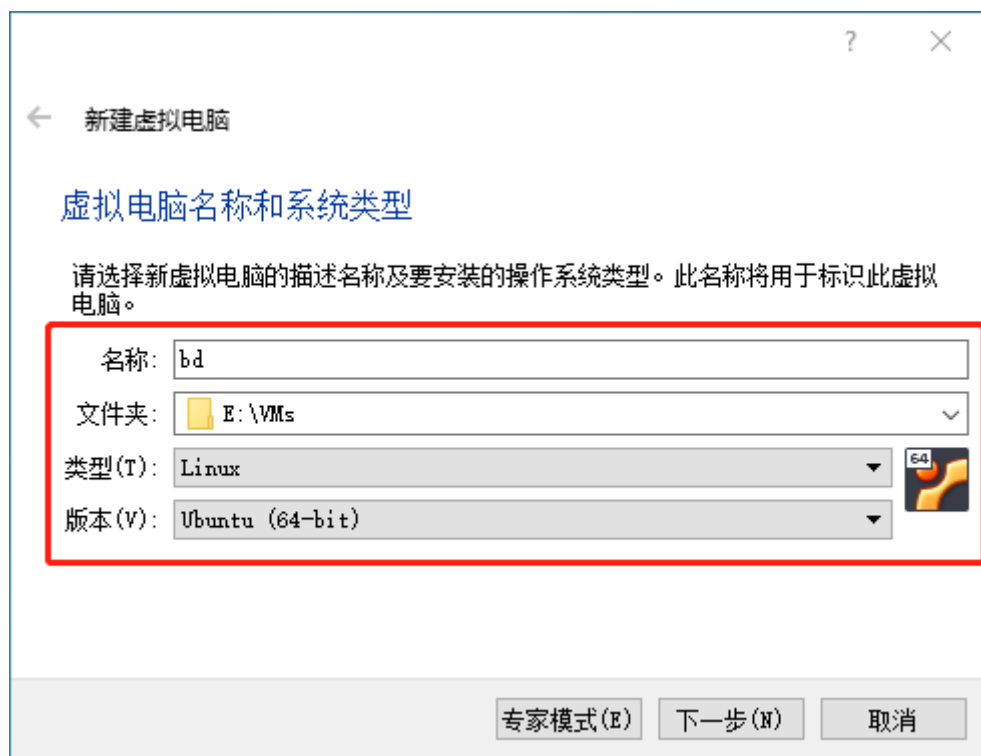 ?
新建虚拟电脑
虚拟电脑名称和系统类型
请选择新虚拟电脑的描述名称及要安装的操作系统类型。此名称将用于标识此虚拟
电脑。
名称: bd
文件夹: E:\VMs
类型(T): Linux
64
版本(V): Ubuntu (64-bit)
专家模式(E) 下一步(N) 取消